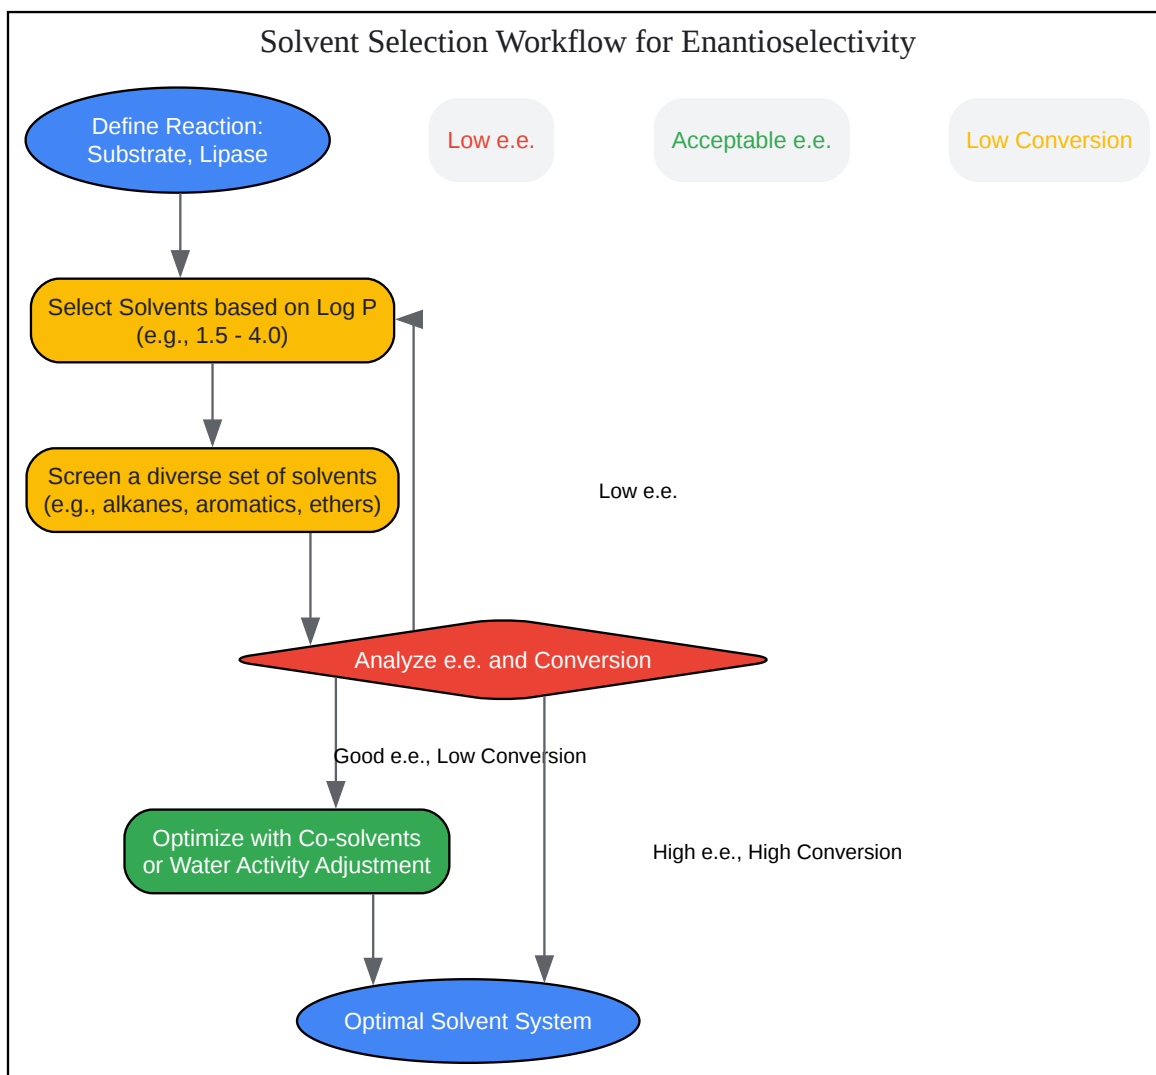 Solvent Selection Workflow for Enantioselectivity
Define Reaction:
Substrate, Lipase
Low e.e.
Acceptable e.e.
Low Conversion
Select Solvents based on Log P
(e.g., 1.5 - 4.0)
Screen a diverse set of solvents
(e.g., alkanes, aromatics, ethers)
Low e.e.
Analyze e.e. and Conversion
Good e.e., Low Conversion
Optimize with Co-solvents
or Water Activity Adjustment
High e.e., High Conversion
Optimal Solvent System